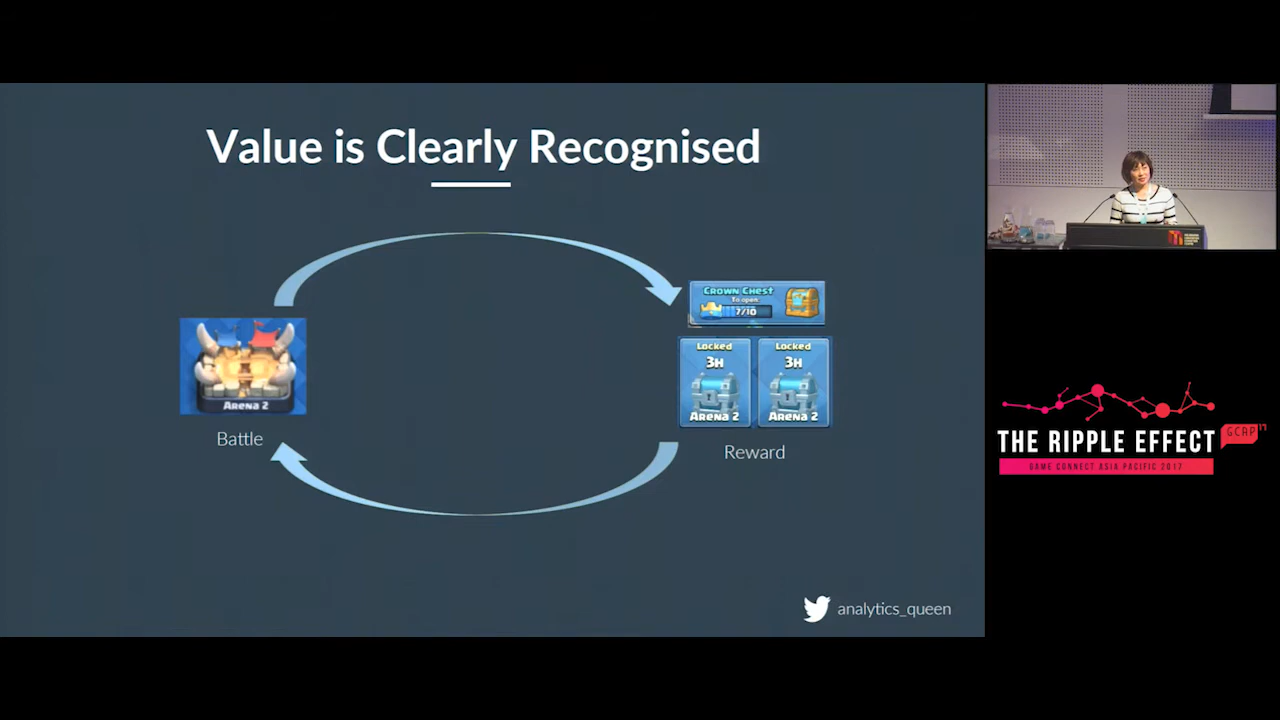 Value is Clearly Recognised
Crown Chest
To open
7/10
Locked
3H
Arena 2
Locked
3H
Arena 2
Arena 2
Battle
Reward
analytics_queen
THE RIPPLE EFFECT
GCAP17
GAME CONNECT ASIA PACIFIC 2017